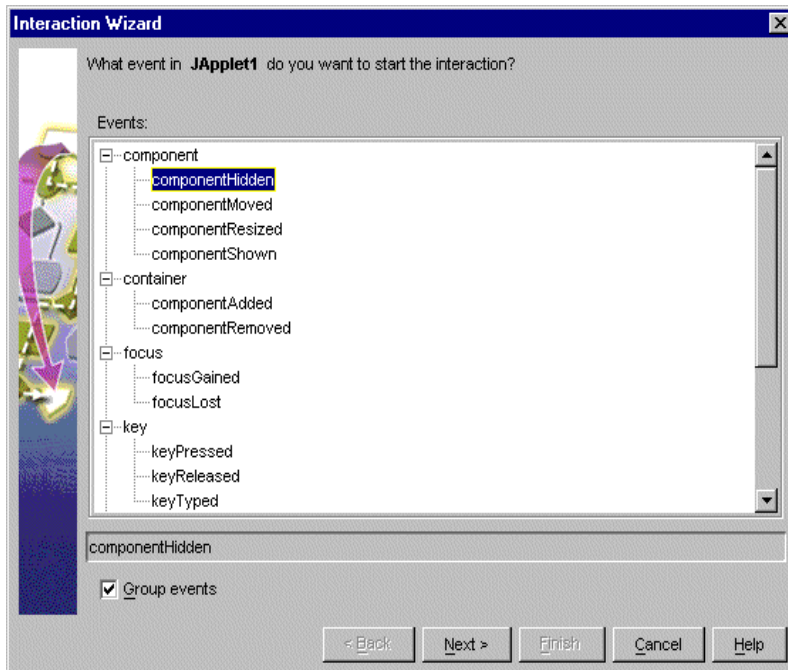 Interaction Wizard
What event in JApplet1 do you want to start the interaction?
Events:
component
componentHidden
componentMoved
componentResized
componentShown
container
componentAdded
componentRemoved
focus
focusGained
focusLost
key
keyPressed
keyReleased
keyTyped
componentHidden
Group events
< Back Next > Finish Cancel Help